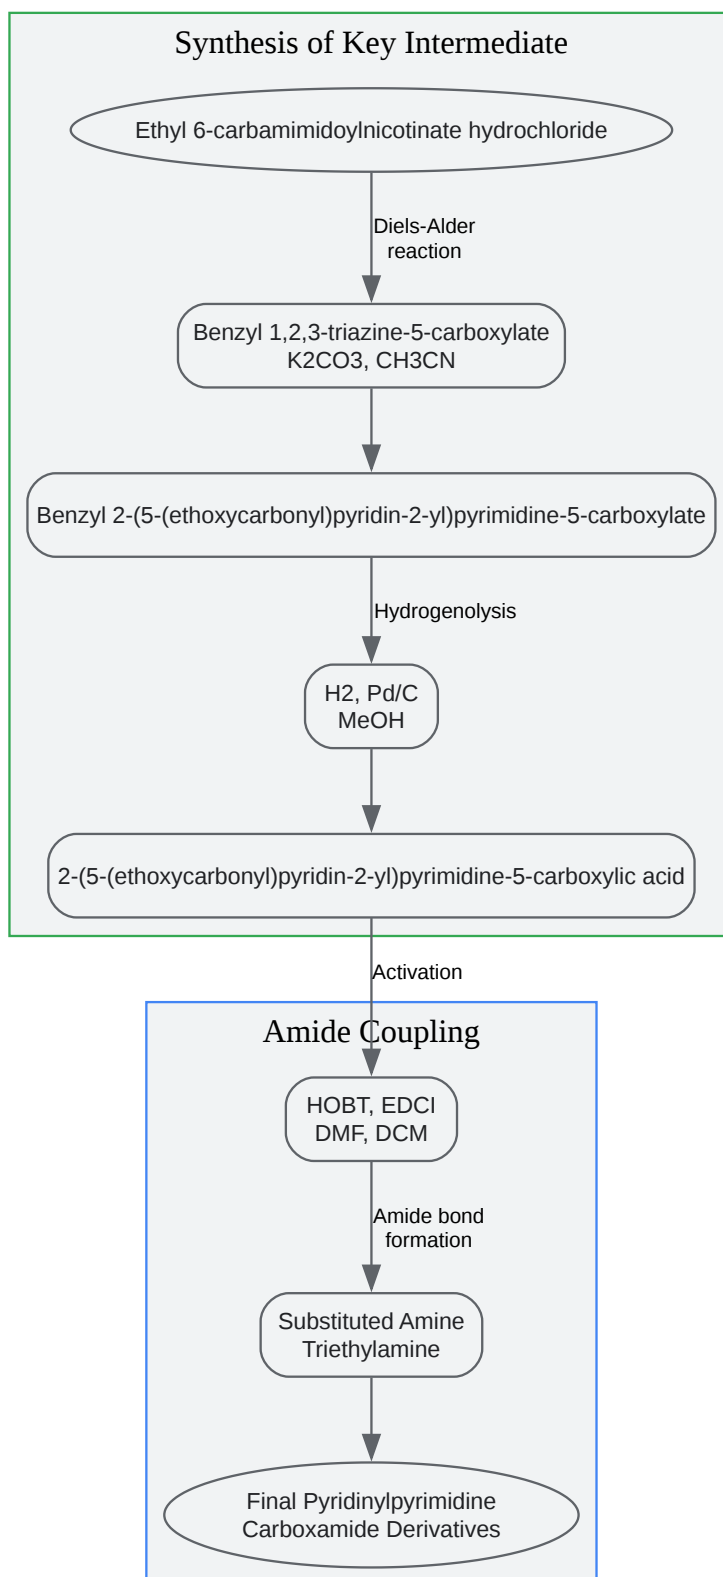 Synthesis of Key Intermediate
Ethyl 6-carbamimidoylnicotinate hydrochloride
Diels-Alder
reaction
Benzyl 1,2,3-triazine-5-carboxylate
K2CO3, CH3CN
Benzyl 2-(5-(ethoxycarbonyl)pyridin-2-yl)pyrimidine-5-carboxylate
Hydrogenolysis
H2, Pd/C
MeOH
2-(5-(ethoxycarbonyl)pyridin-2-yl)pyrimidine-5-carboxylic acid
Activation
Amide Coupling
HOBT, EDCI
DMF, DCM
Amide bond
formation
Substituted Amine
Triethylamine
Final Pyridinylpyrimidine
Carboxamide Derivatives